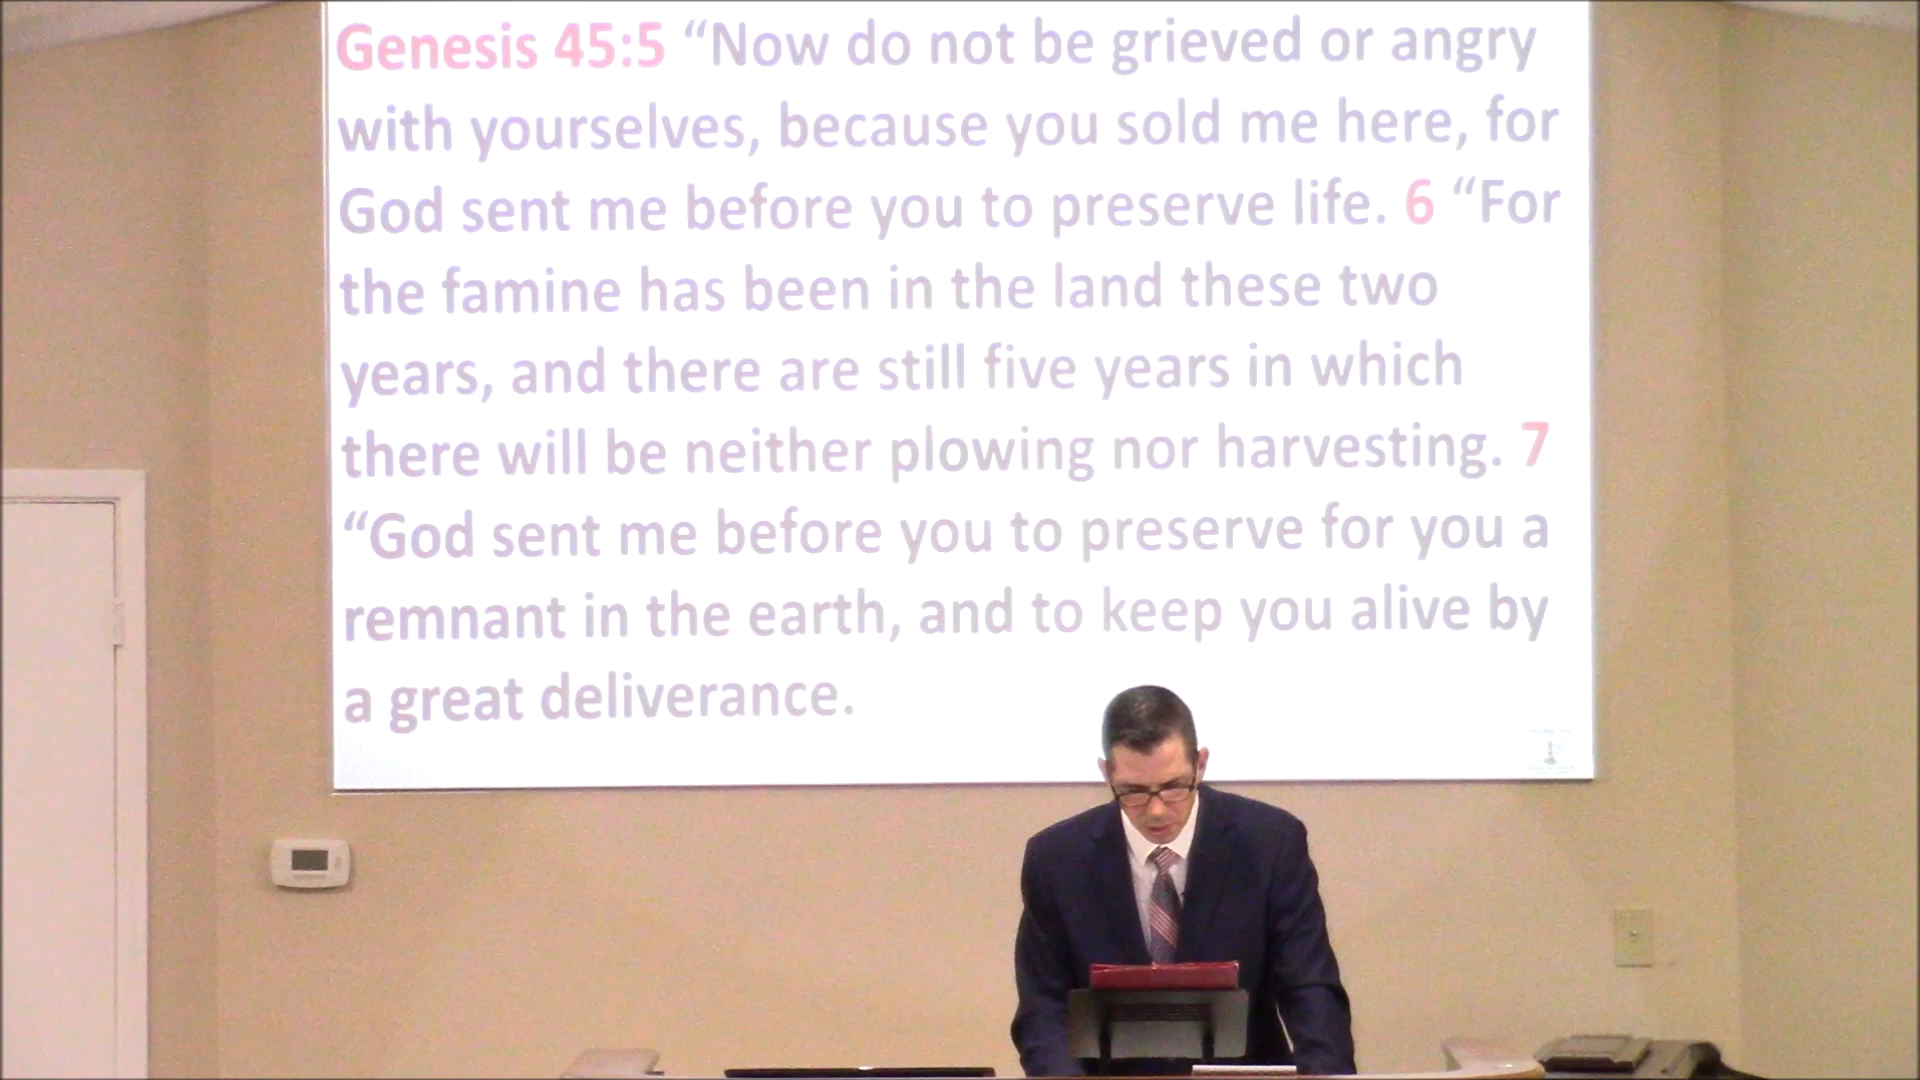 Genesis 45:5 “Now do not be grieved or angry
with yourselves, because you sold me here, for
God sent me before you to preserve life. 6 “For
the famine has been in the land these two
years, and there are still five years in which
there will be neither plowing nor harvesting. 7
“God sent me before you to preserve for you a
remnant in the earth, and to keep you alive by
a great deliverance.